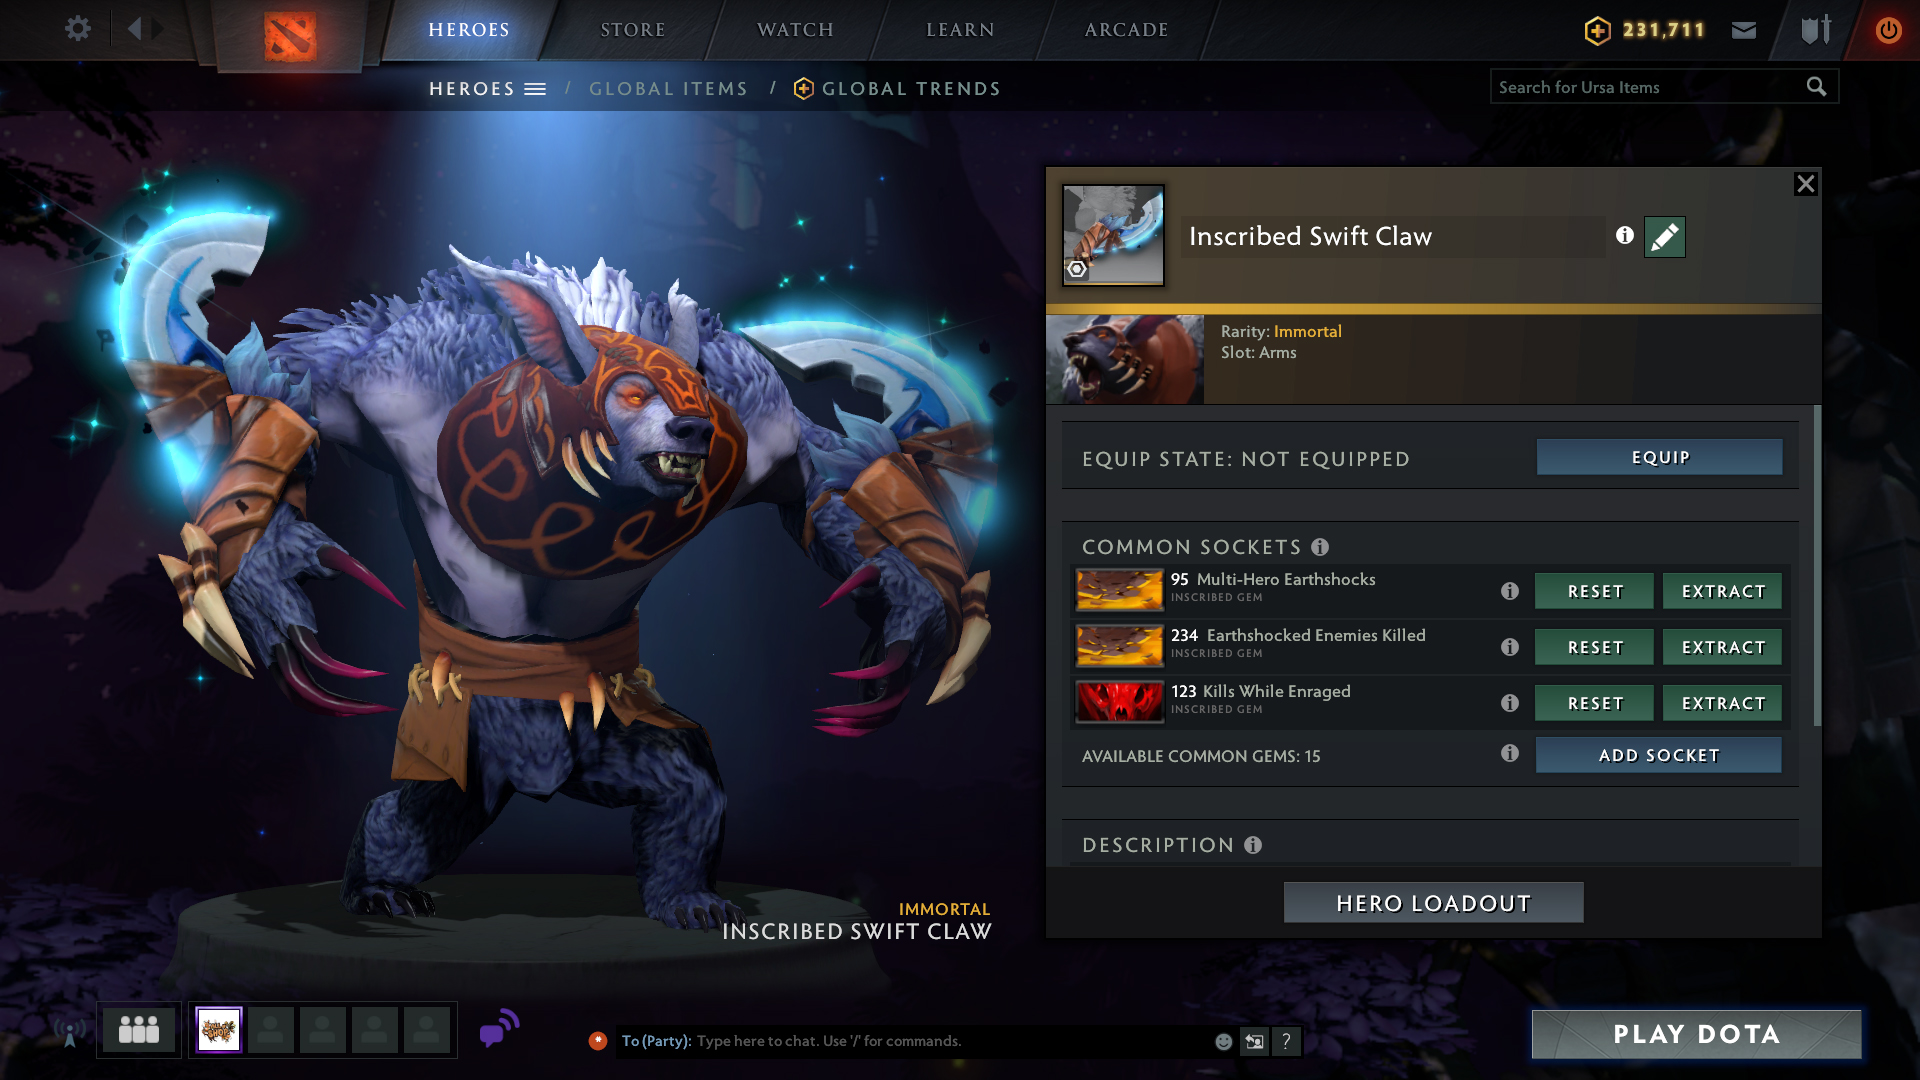 HEROES
STORE
WATCH
LEARN
ARCADE
231,711
HEROES / GLOBAL ITEMS / GLOBAL TRENDS
Search for Ursa Items
Inscribed Swift Claw
Rarity: Immortal
Slot: Arms
EQUIP STATE: NOT EQUIPPED
EQUIP
COMMON SOCKETS
95 Multi-Hero Earthshocks
INSCRIBED GEM
RESET
EXTRACT
234 Earthshocked Enemies Killed
INSCRIBED GEM
RESET
EXTRACT
123 Kills While Enraged
INSCRIBED GEM
RESET
EXTRACT
AVAILABLE COMMON GEMS: 15
ADD SOCKET
DESCRIPTION
HERO LOADOUT
IMMORTAL
INSCRIBED SWIFT CLAW
To (Party): Type here to chat. Use '/' for commands.
?
PLAY DOTA